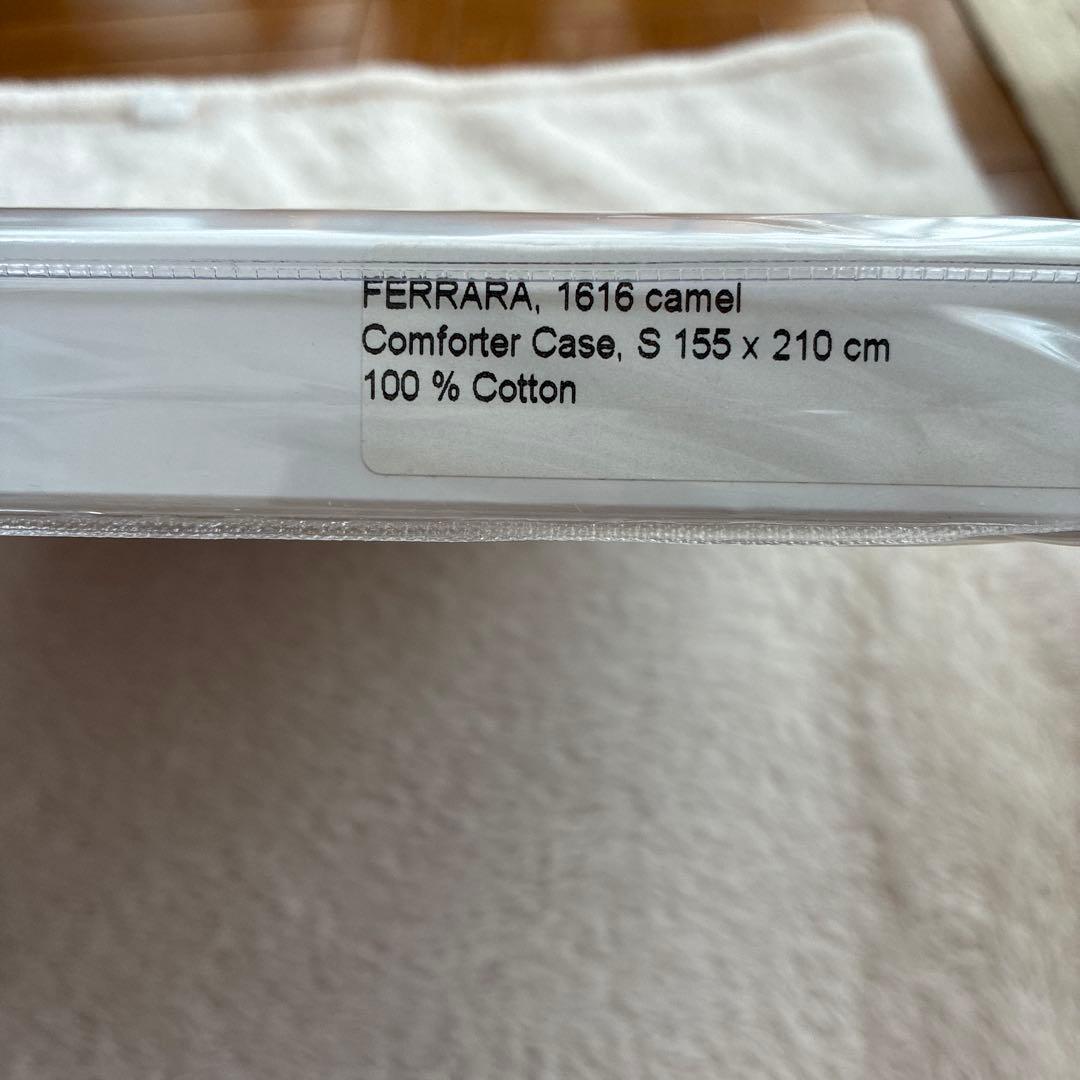 FERRARA, 1616 camel
Comforter Case, S 155 x 210 cm
100 % Cotton